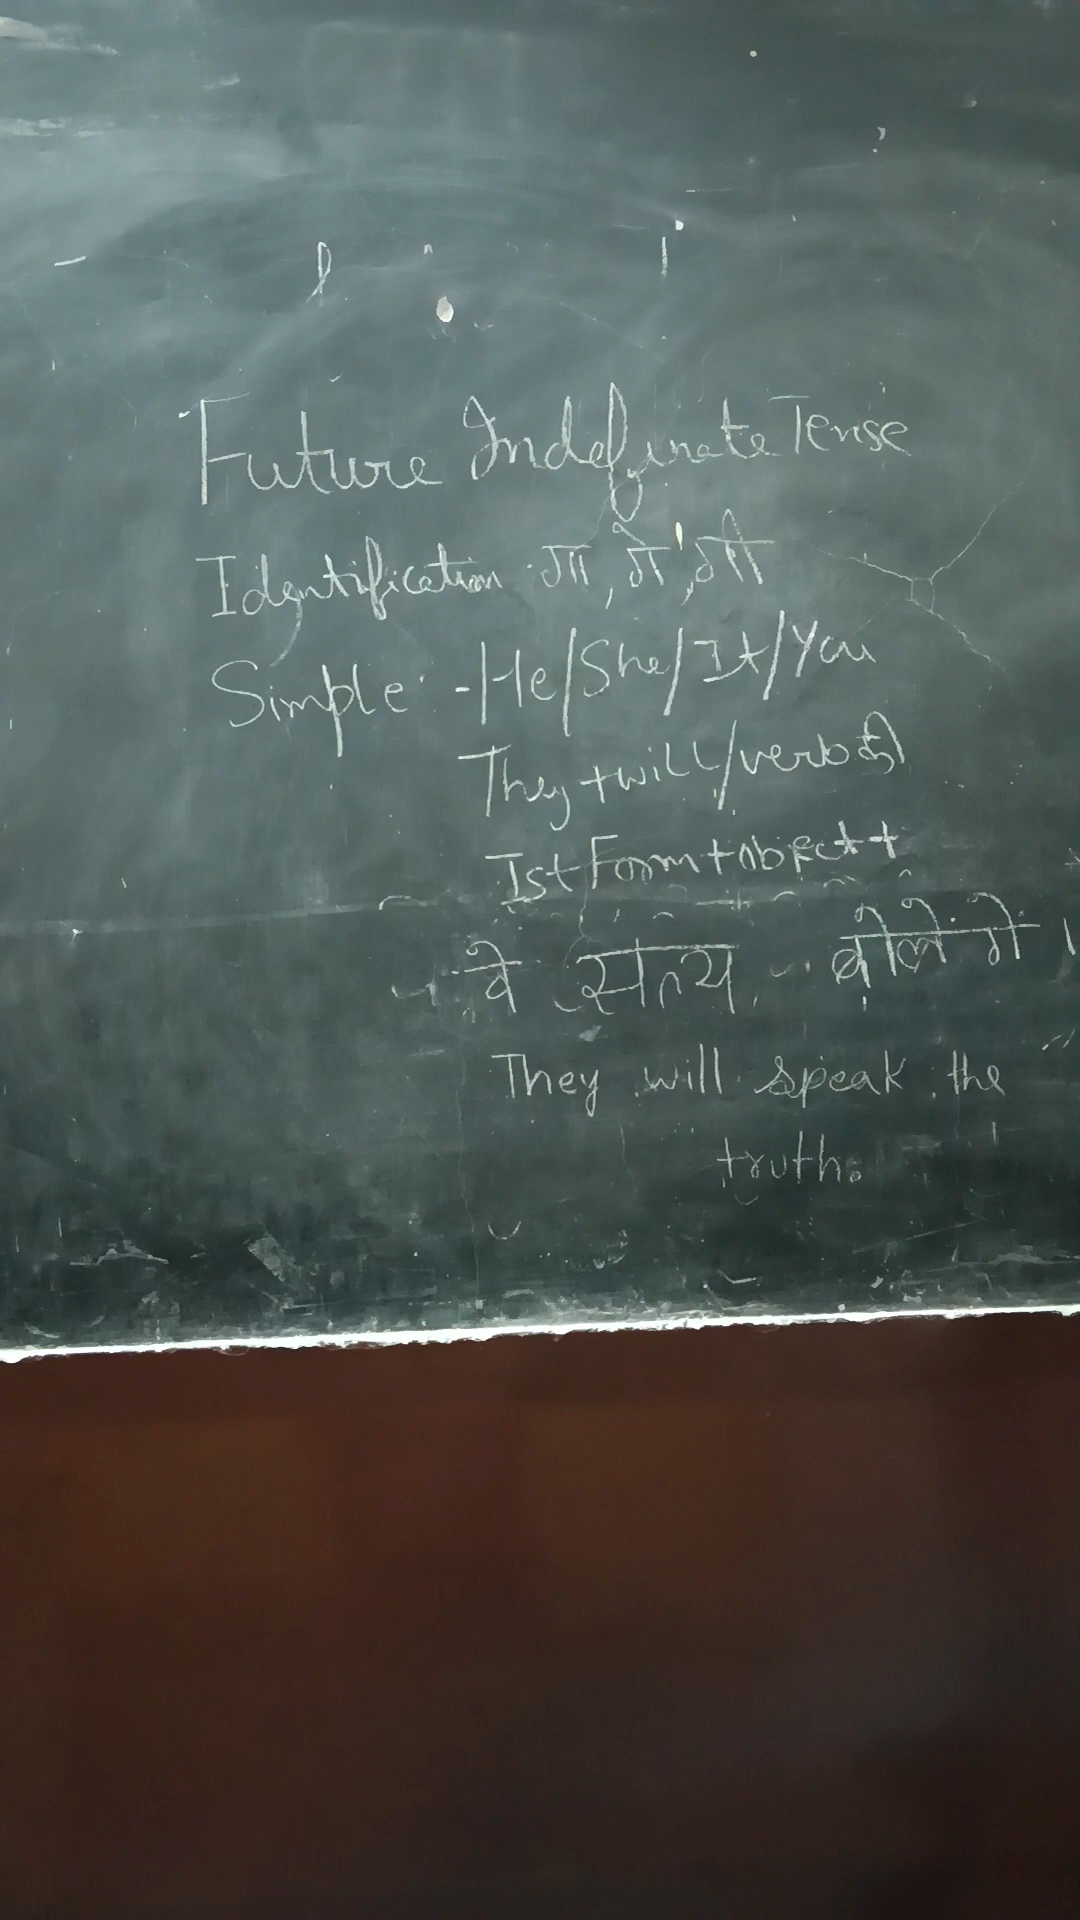 Future Indefinate Tense
Identification गा, गे, गी
Simple - He/She/It/You
They + will/verb की
Ist Form + object +
वे सत्य बोलेगे।
They will speak the
truth.